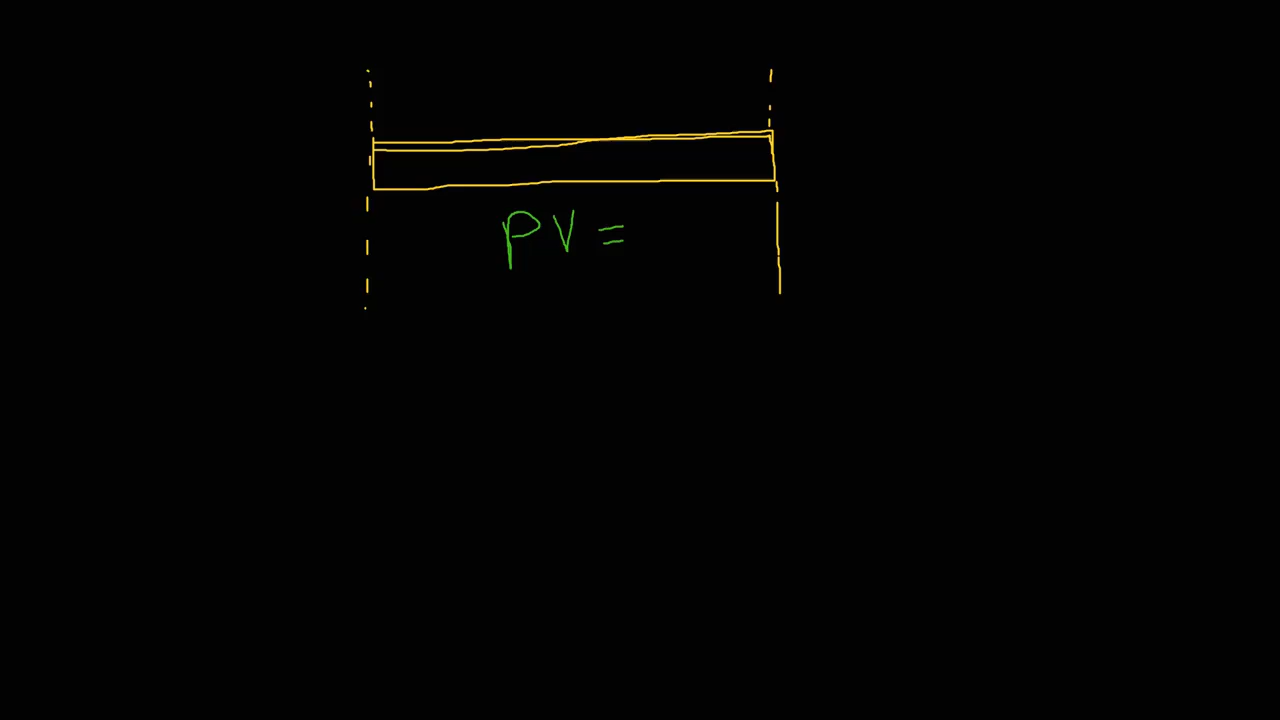 PV =